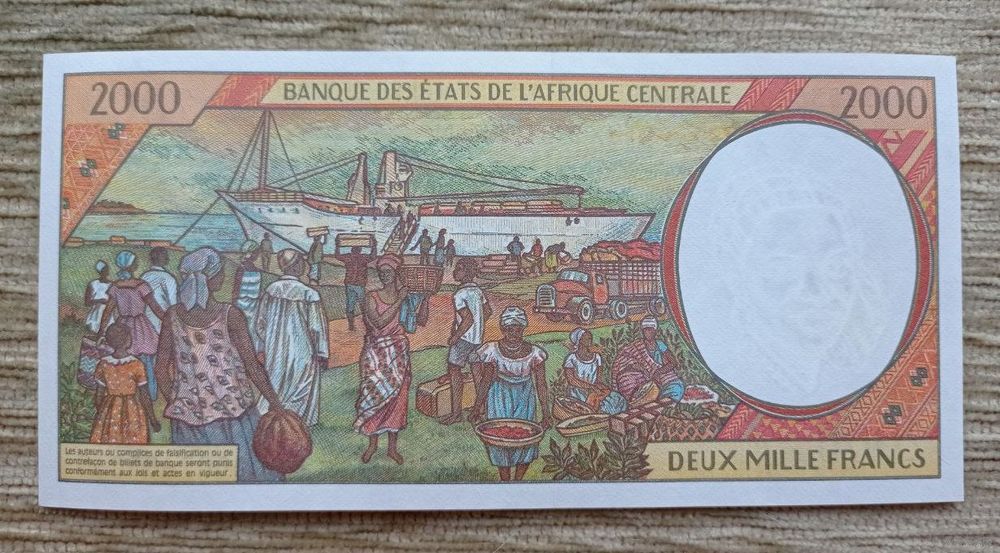 2000
BANQUE DES ÉTATS DE L'AFRIQUE CENTRALE
2000
Les auteurs ou complices de falsification ou de
contrefaçon de billets de banque seront punis
conformément aux lois et actes en vigueur.
DEUX MILLE FRANCS